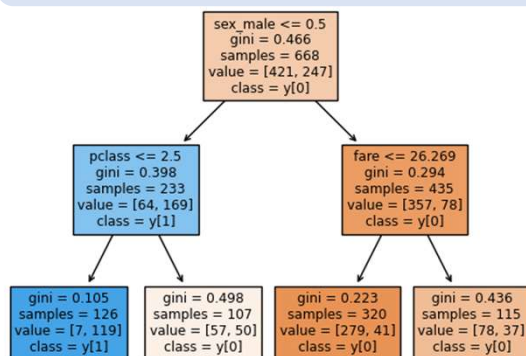 sex_male <= 0.5
gini = 0.466
samples = 668
value = [421, 247]
class = y[0]
pclass <= 2.5
gini = 0.398
samples = 233
value = [64, 169]
class = y[1]
fare <= 26.269
gini = 0.294
samples = 435
value = [357, 78]
class = y[0]
gini = 0.105
samples = 126
value = [7, 119]
class = y[1]
gini = 0.498
samples = 107
value = [57, 50]
class = y[0]
gini = 0.223
samples = 320
value = [279, 41]
class = y[0]
gini = 0.436
samples = 115
value = [78, 37]
class = y[0]